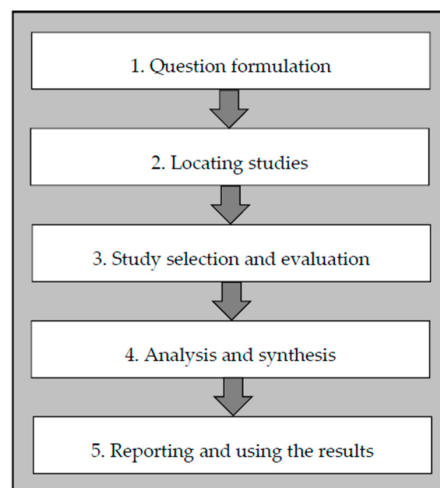 1. Question formulation
2. Locating studies
3. Study selection and evaluation
4. Analysis and synthesis
5. Reporting and using the results